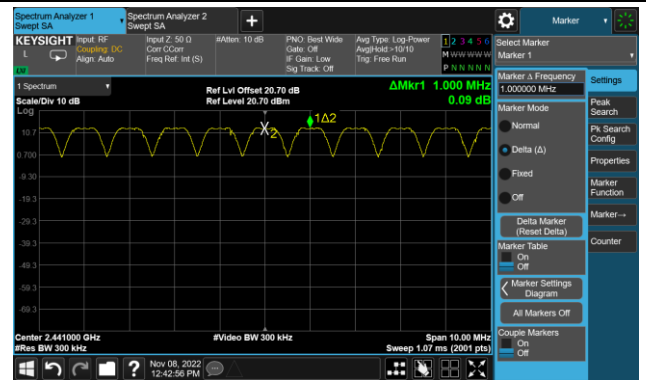 Spectrum Analyzer 1
Swept SA
Spectrum Analyzer 2
Swept SA
+
Marker
KEYSIGHT
L
Input: RF
Coupling: DC
Align: Auto
Input Z: 50 Ω
Corr CCorr
Freq Ref: Int (S)
#Atten: 10 dB
PNO: Best Wide
Gate: Off
IF Gain: Low
Sig Track: Off
Avg Type: Log-Power
Avg|Hold:>10/10
Trig: Free Run
1 2 3 4 5 6
M W W W W W
P N N N N N
Select Marker
Marker 1
1 Spectrum
Scale/Div 10 dB
Log
Ref Lvl Offset 20.70 dB
Ref Level 20.70 dBm
ΔMkr1 1.000 MHz
0.09 dB
1Δ2
X2
10.7
0.700
-9.30
-19.3
-29.3
-39.3
-49.3
-59.3
-69.3
Center 2.441000 GHz
#Res BW 300 kHz
#Video BW 300 kHz
Span 10.00 MHz
Sweep 1.07 ms (2001 pts)
Marker Δ Frequency
1.000000 MHz
Marker Mode
Normal
Delta (Δ)
Fixed
Off
Delta Marker
(Reset Delta)
Marker Table
On
Off
Marker Settings
Diagram
All Markers Off
Couple Markers
On
Off
Settings
Peak
Search
Pk Search
Config
Properties
Marker
Function
Marker→
Counter
?
Nov 08, 2022
12:42:56 PM